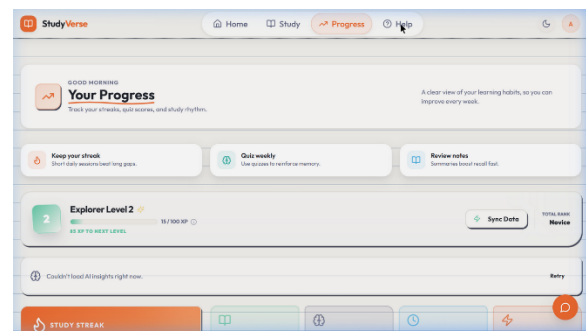 StudyVerse
Home
Study
Progress
Help
A
GOOD MORNING
Your Progress
Track your streaks, quiz scores, and study rhythm.
A clear view of your learning habits, so you can
improve every week.
Keep your streak
Short daily sessions beat long gaps.
Quiz weekly
Use quizzes to reinforce memory.
Review notes
Summaries boost recall fast.
2
Explorer Level 2
15/100 XP
85 XP TO NEXT LEVEL
Sync Data
TOTAL RANK
Novice
Couldn't load AI insights right now.
Retry
STUDY STREAK